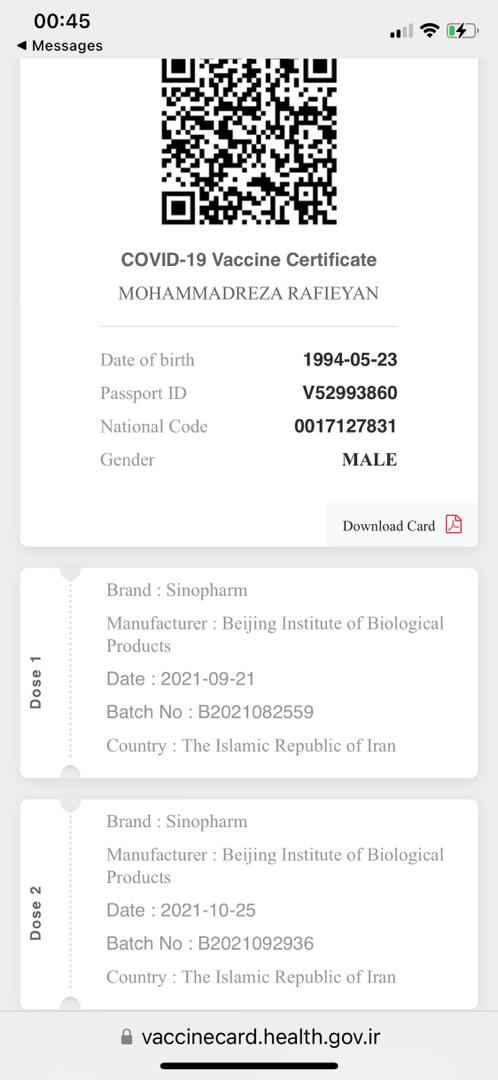 00:45
◀ Messages
COVID-19 Vaccine Certificate
MOHAMMADREZA RAFIEYAN
Date of birth 1994-05-23
Passport ID V52993860
National Code 0017127831
Gender MALE
Download Card
Dose 1
Brand : Sinopharm
Manufacturer : Beijing Institute of Biological
Products
Date : 2021-09-21
Batch No : B2021082559
Country : The Islamic Republic of Iran
Dose 2
Brand : Sinopharm
Manufacturer : Beijing Institute of Biological
Products
Date : 2021-10-25
Batch No : B2021092936
Country : The Islamic Republic of Iran
vaccinecard.health.gov.ir